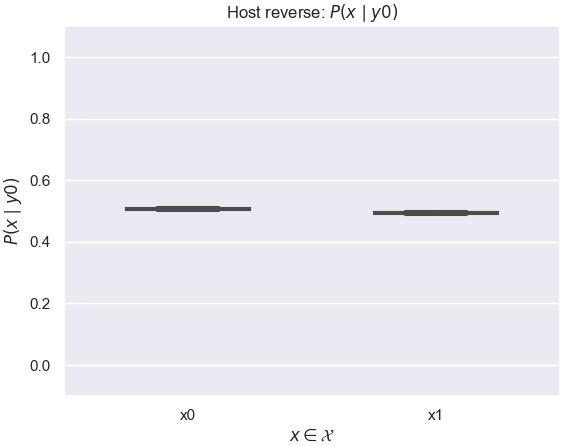 Host reverse: P(x | y0)
P(x | y0)
1.0
0.8
0.6
0.4
0.2
0.0
x0 x1
x ∈ 𝒳